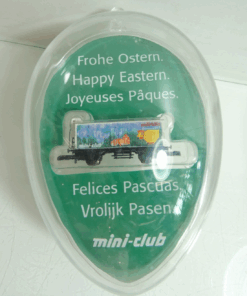 Frohe Ostern.
Happy Eastern.
Joyeuses Pâques.
Felices Pascuas
Vrolijk Pasen
mini-club